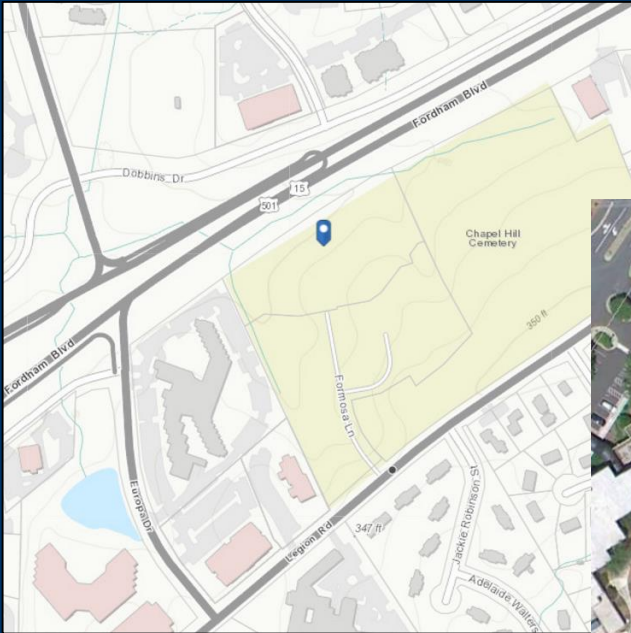 Fordham Blvd
Dobbins Dr
15
501
Chapel Hill
Cemetery
350 ft
Fordham Blvd
Formosa Ln
Europa Dr
Legion Rd
347 ft
Jackie Robinson St
Adelaide Walters